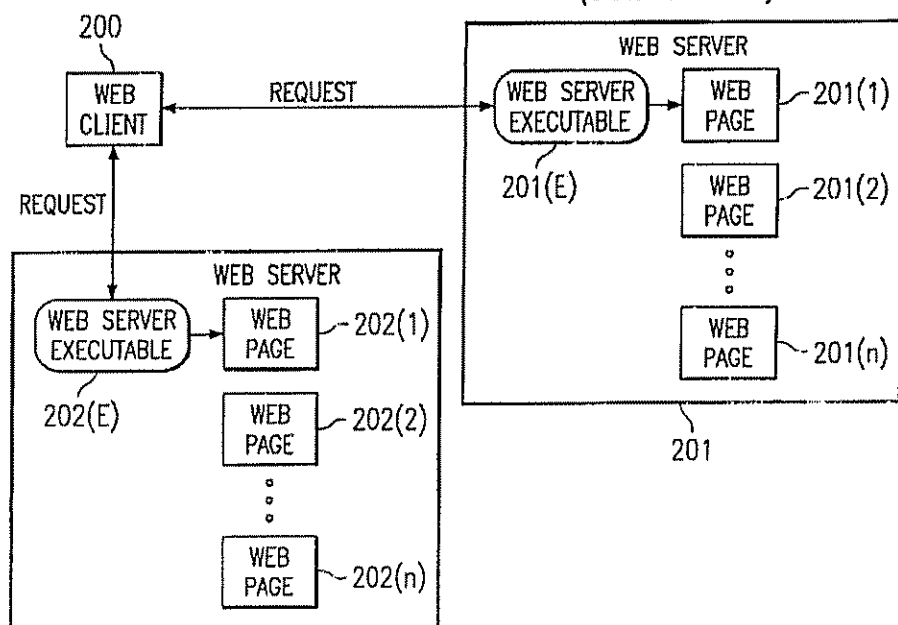 200
WEB
CLIENT
REQUEST
REQUEST
WEB SERVER
WEB SERVER
EXECUTABLE
201(E)
WEB
PAGE
201(1)
WEB
PAGE
201(2)
WEB
PAGE
201(n)
201
WEB SERVER
WEB SERVER
EXECUTABLE
202(E)
WEB
PAGE
202(1)
WEB
PAGE
202(2)
WEB
PAGE
202(n)